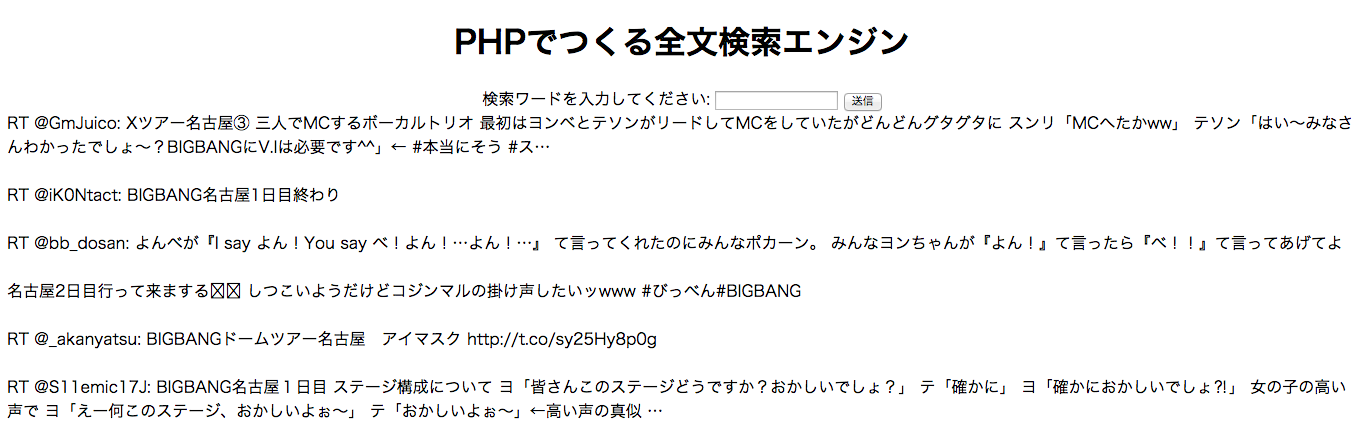 PHPでつくる全文検索エンジン
検索ワードを入力してください: 送信
RT @GmJuico: Xツアー名古屋③ 三人でMCするボーカルトリオ 最初はヨンベとテソンがリードしてMCをしていたがどんどんグタグタに スンリ「MCへたかww」 テソン「はい〜みなさ
んわかったでしょ〜？BIGBANGにV.Iは必要です^^」← #本当にそう #ス…
RT @iK0Ntact: BIGBANG名古屋1日目終わり
RT @bb_dosan: よんべが『I say よん！You say べ！よん！…よん！…』 て言ってくれたのにみんなポカーン。 みんなヨンちゃんが『よん！』て言ったら『べ！！』て言ってあげてよ
名古屋2日目行って来まする しつこいようだけどコジンマルの掛け声したいッwww #びっべん#BIGBANG
RT @_akanyatsu: BIGBANGドームツアー名古屋　アイマスク http://t.co/sy25Hy8p0g
RT @S11emic17J: BIGBANG名古屋１日目 ステージ構成について ヨ「皆さんこのステージどうですか？おかしいでしょ？」 テ「確かに」 ヨ「確かにおかしいでしょ?!」 女の子の高い
声で ヨ「えー何このステージ、おかしいよぉ〜」 テ「おかしいよぉ〜」←高い声の真似 …